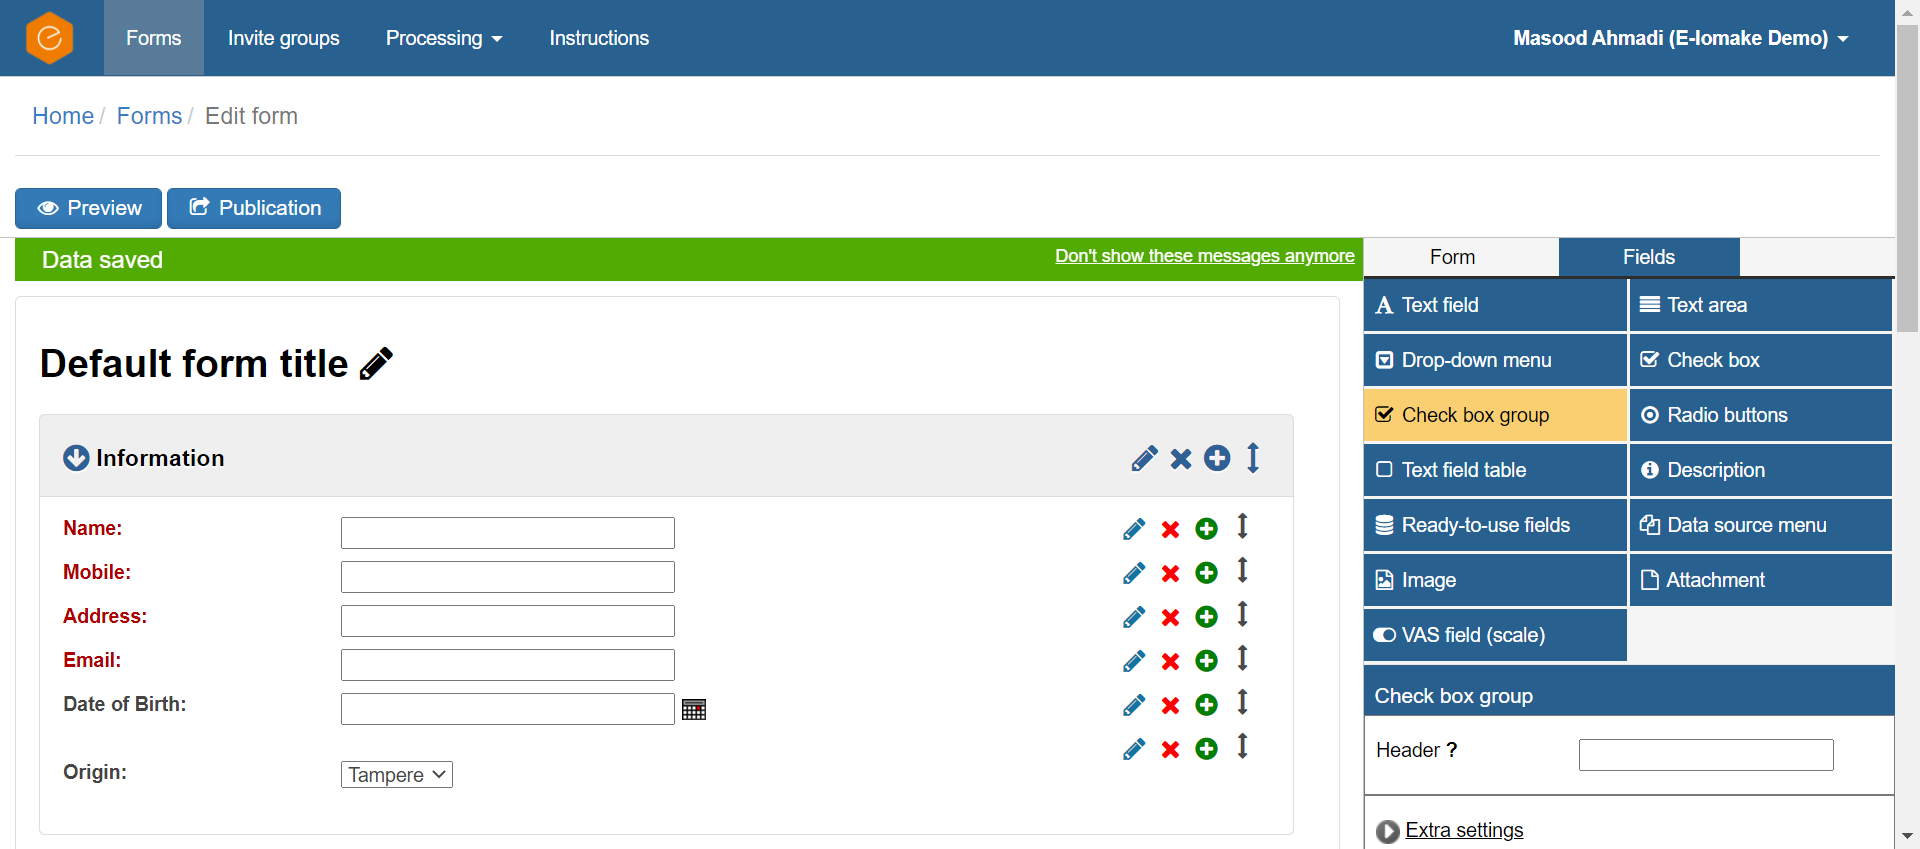 Forms Invite groups Processing Instructions Masood Ahmadi (E-lomake Demo)
Home / Forms / Edit form
Preview Publication
Data saved Don't show these messages anymore
Form Fields
Text field Text area
Drop-down menu Check box
Check box group Radio buttons
Text field table Description
Ready-to-use fields Data source menu
Image Attachment
VAS field (scale)
Check box group
Header ?
Extra settings
Default form title
Information
Name:
Mobile:
Address:
Email:
Date of Birth:
Origin: Tampere